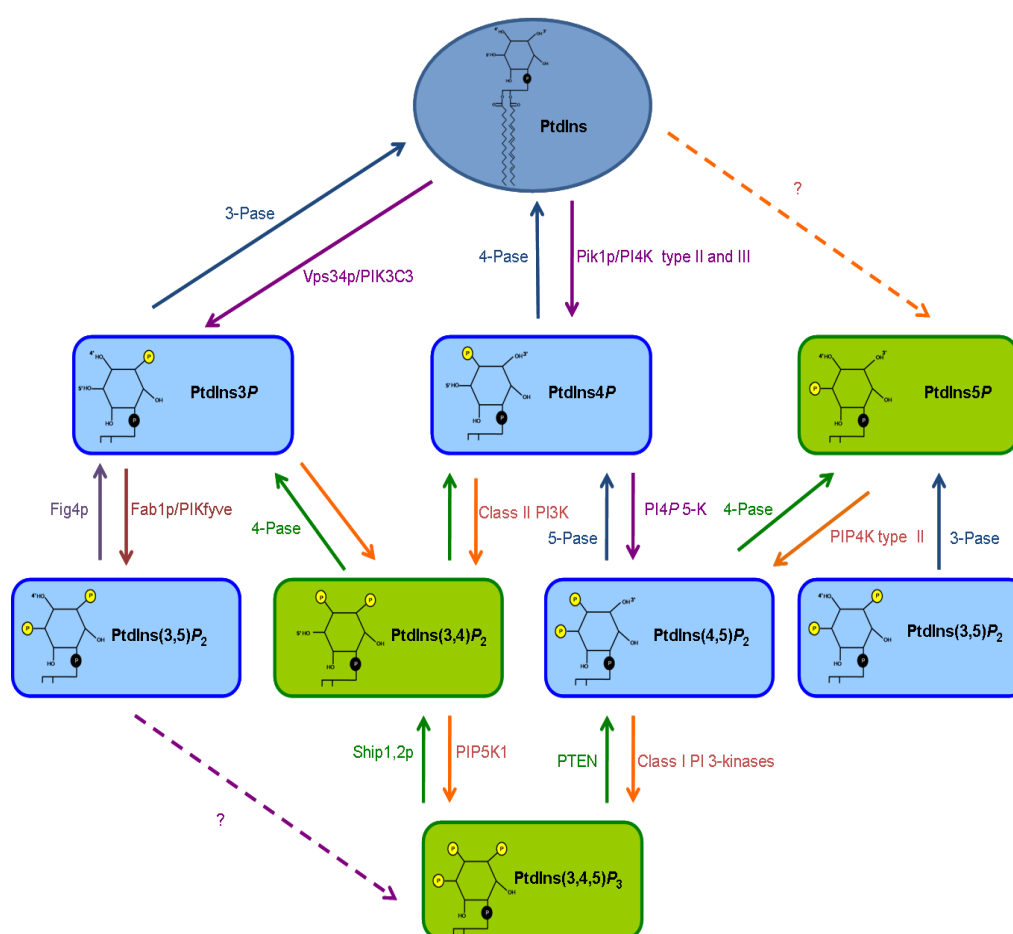 PtdIns
3-Pase
Vps34p/PIK3C3
4-Pase
Pik1p/PI4K type II and III
?
PtdIns3P
PtdIns4P
PtdIns5P
Fig4p
Fab1p/PIKfyve
4-Pase
Class II PI3K
5-Pase
PI4P 5-K
4-Pase
PIP4K type II
3-Pase
PtdIns(3,5)P2
PtdIns(3,4)P2
PtdIns(4,5)P2
PtdIns(3,5)P2
Ship1,2p
PIP5K1
PTEN
Class I PI 3-kinases
?
PtdIns(3,4,5)P3